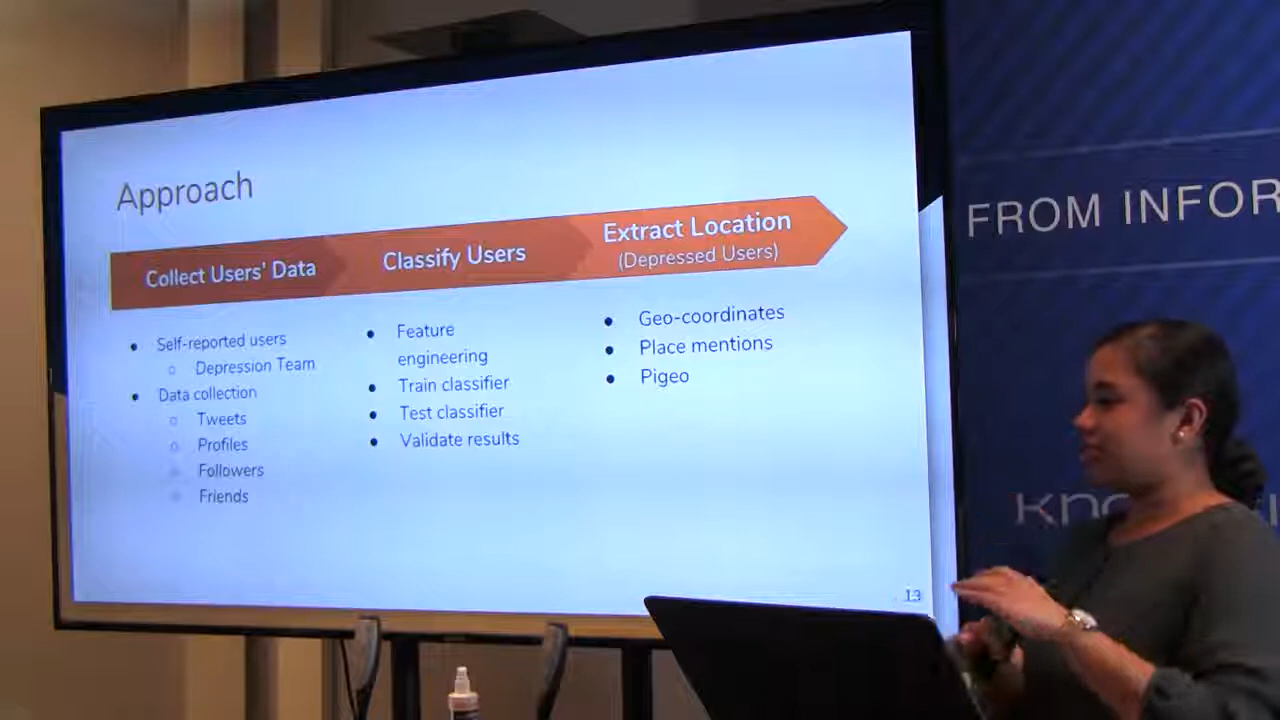 Approach
Collect Users' Data
Classify Users
Extract Location
(Depressed Users)
Self-reported users
Depression Team
Data collection
Tweets
Profiles
Followers
Friends
Feature
engineering
Train classifier
Test classifier
Validate results
Geo-coordinates
Place mentions
Pigeo
13
FROM INFOR